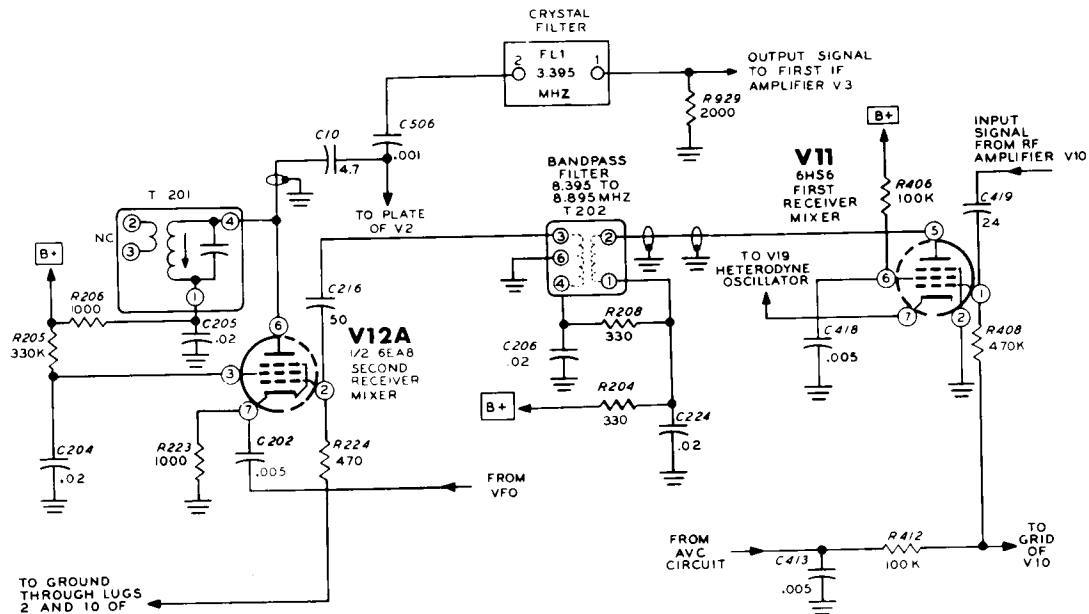 CRYSTAL
FILTER
2 FL1 1
3.395
MHZ
OUTPUT SIGNAL
TO FIRST IF
AMPLIFIER V3
R929
2000
C506
.001
C10
4.7
TO PLATE
OF V2
T 201
2
3
NC
4
1
B+
R206
1000
R205
330K
C205
.02
C216
50
6
3
2
7
V12A
1/2 6EA8
SECOND
RECEIVER
MIXER
C204
.02
R223
1000
C202
.005
R224
470
FROM
VFO
TO GROUND
THROUGH LUGS
2 AND 10 OF
BANDPASS
FILTER
8.395 TO
8.895 MHZ
T202
3
2
6
4
1
R208
330
C206
.02
B+
R204
330
C224
.02
V11
6HS6
FIRST
RECEIVER
MIXER
B+
R406
100K
INPUT
SIGNAL
FROM RF
AMPLIFIER V10
C419
24
TO V19
HETERODYNE
OSCILLATOR
5
6
1
7
2
C418
.005
R408
470K
FROM
AVC
CIRCUIT
C413
.005
R412
100K
TO
GRID
OF
V10